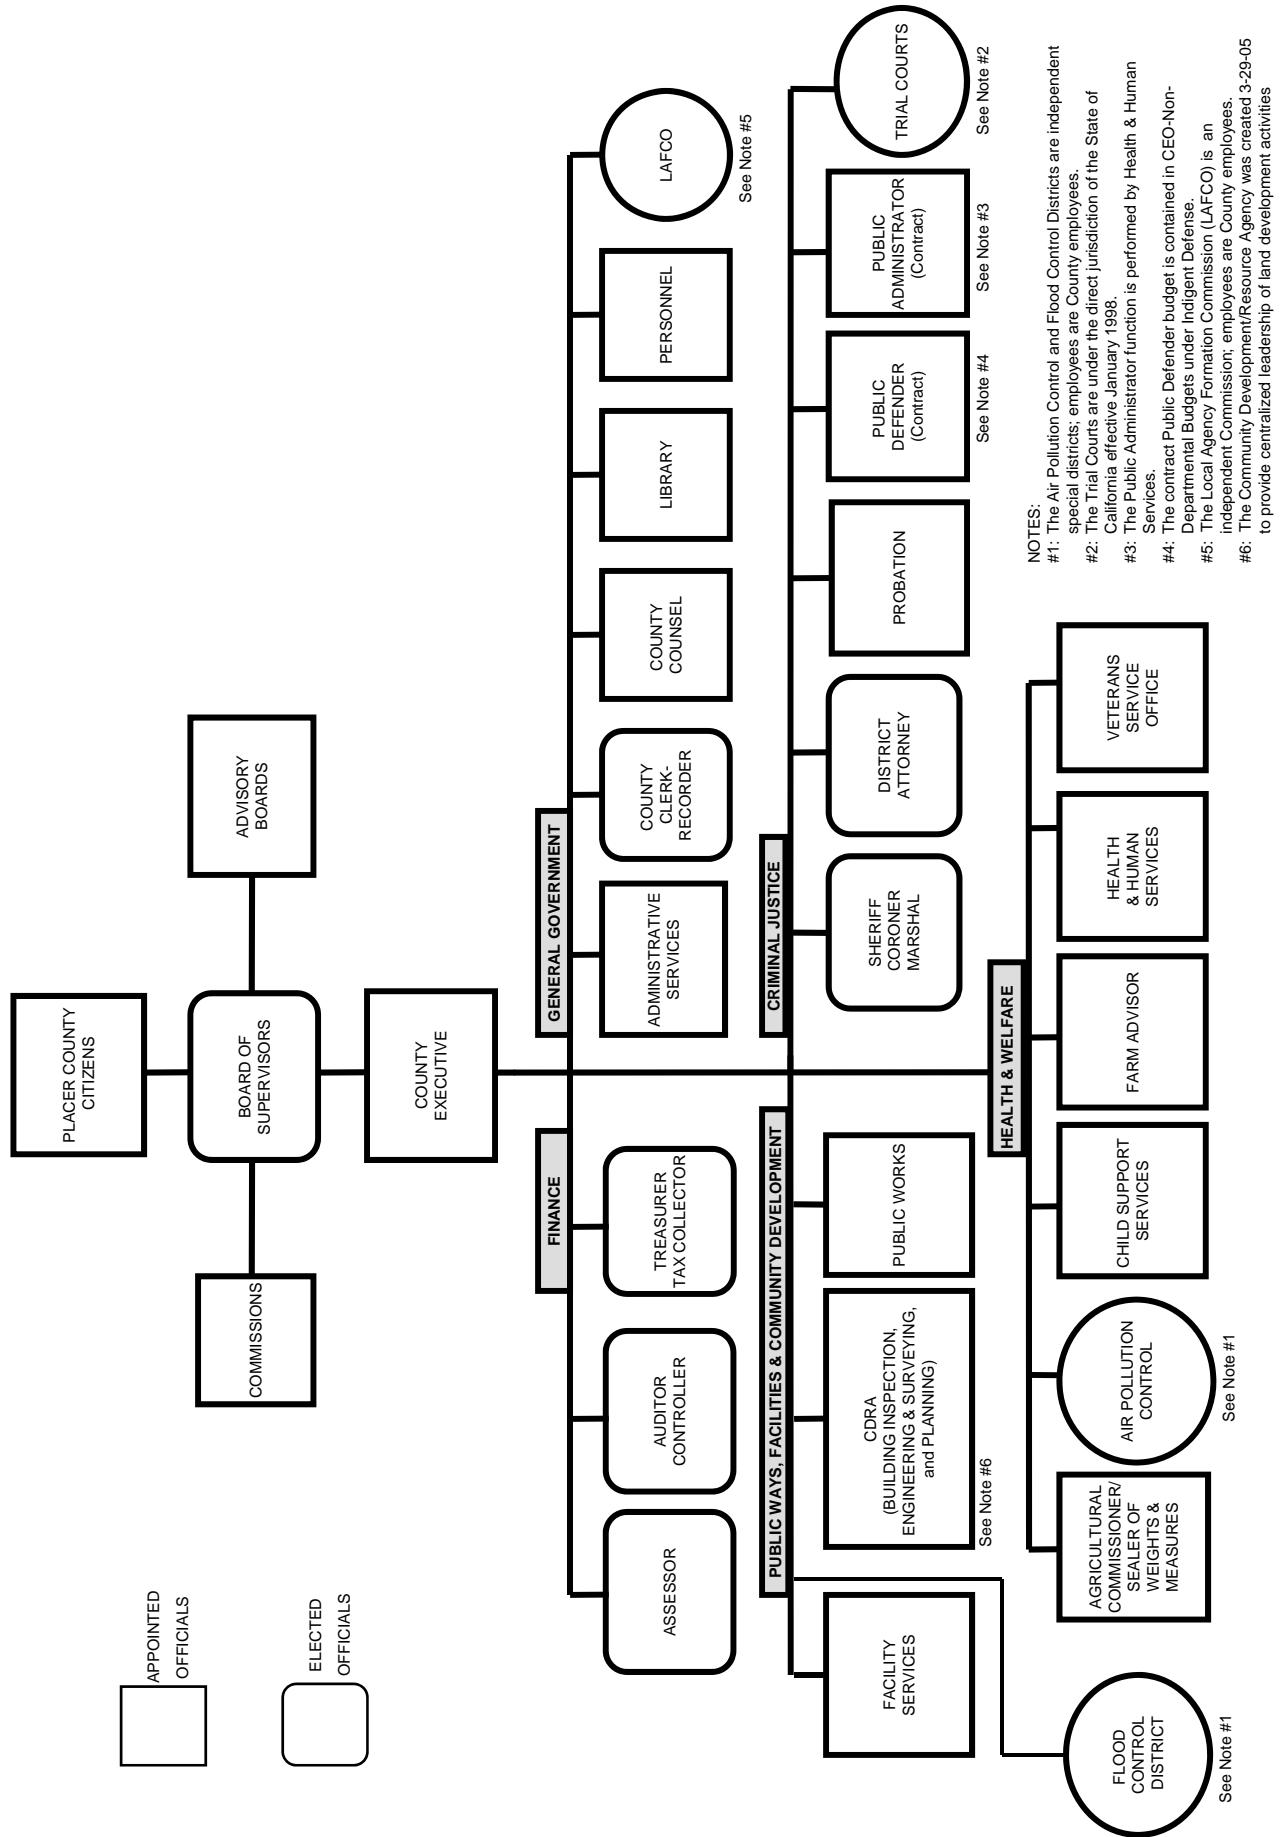 PLACER COUNTY
CITIZENS
COMMISSIONS
BOARD OF
SUPERVISORS
ADVISORY
BOARDS
APPOINTED
OFFICIALS
ELECTED
OFFICIALS
COUNTY
EXECUTIVE
FINANCE
GENERAL GOVERNMENT
ASSESSOR
AUDITOR
CONTROLLER
TREASURER
TAX COLLECTOR
ADMINISTRATIVE
SERVICES
COUNTY
CLERK-
RECORDER
COUNTY
COUNSEL
LIBRARY
PERSONNEL
LAFCO
See Note #5
PUBLIC WAYS, FACILITIES & COMMUNITY DEVELOPMENT
CRIMINAL JUSTICE
FACILITY
SERVICES
CDRA
(BUILDING INSPECTION,
ENGINEERING & SURVEYING,
and PLANNING)
See Note #6
PUBLIC WORKS
SHERIFF
CORONER
MARSHAL
DISTRICT
ATTORNEY
PROBATION
PUBLIC
DEFENDER
(Contract)
See Note #4
PUBLIC
ADMINISTRATOR
(Contract)
See Note #3
TRIAL COURTS
See Note #2
HEALTH & WELFARE
FLOOD
CONTROL
DISTRICT
See Note #1
AGRICULTURAL
COMMISSIONER/
SEALER OF
WEIGHTS &
MEASURES
AIR POLLUTION
CONTROL
See Note #1
CHILD SUPPORT
SERVICES
FARM ADVISOR
HEALTH
& HUMAN
SERVICES
VETERANS
SERVICE
OFFICE
NOTES:
#1: The Air Pollution Control and Flood Control Districts are independent
special districts; employees are County employees.
#2: The Trial Courts are under the direct jurisdiction of the State of
California effective January 1998.
#3: The Public Administrator function is performed by Health & Human
Services.
#4: The contract Public Defender budget is contained in CEO-Non-
Departmental Budgets under Indigent Defense.
#5: The Local Agency Formation Commission (LAFCO) is an
independent Commission; employees are County employees.
#6: The Community Development/Resource Agency was created 3-29-05
to provide centralized leadership of land development activities